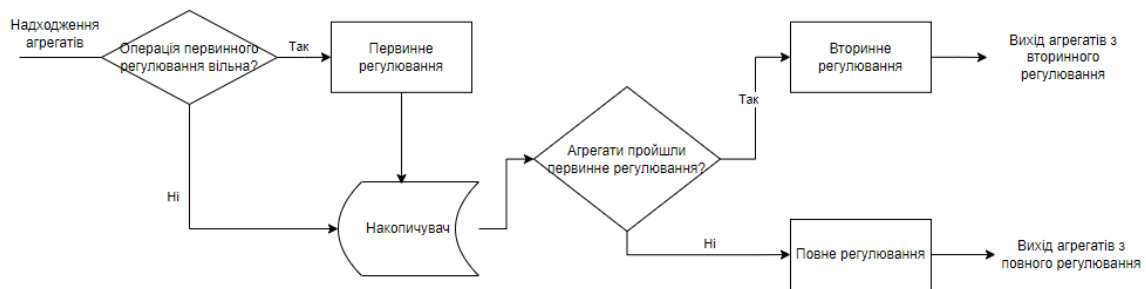 Надходження
агрегатів
Операція первинного
регулювання вільна?
Так
Первинне
регулювання
Ні
Накопичувач
Агрегати пройшли
первинне регулювання?
Так
Вторинне
регулювання
Вихід агрегатів з
вторинного
регулювання
Ні
Повне регулювання
Вихід агрегатів з
повного регулювання